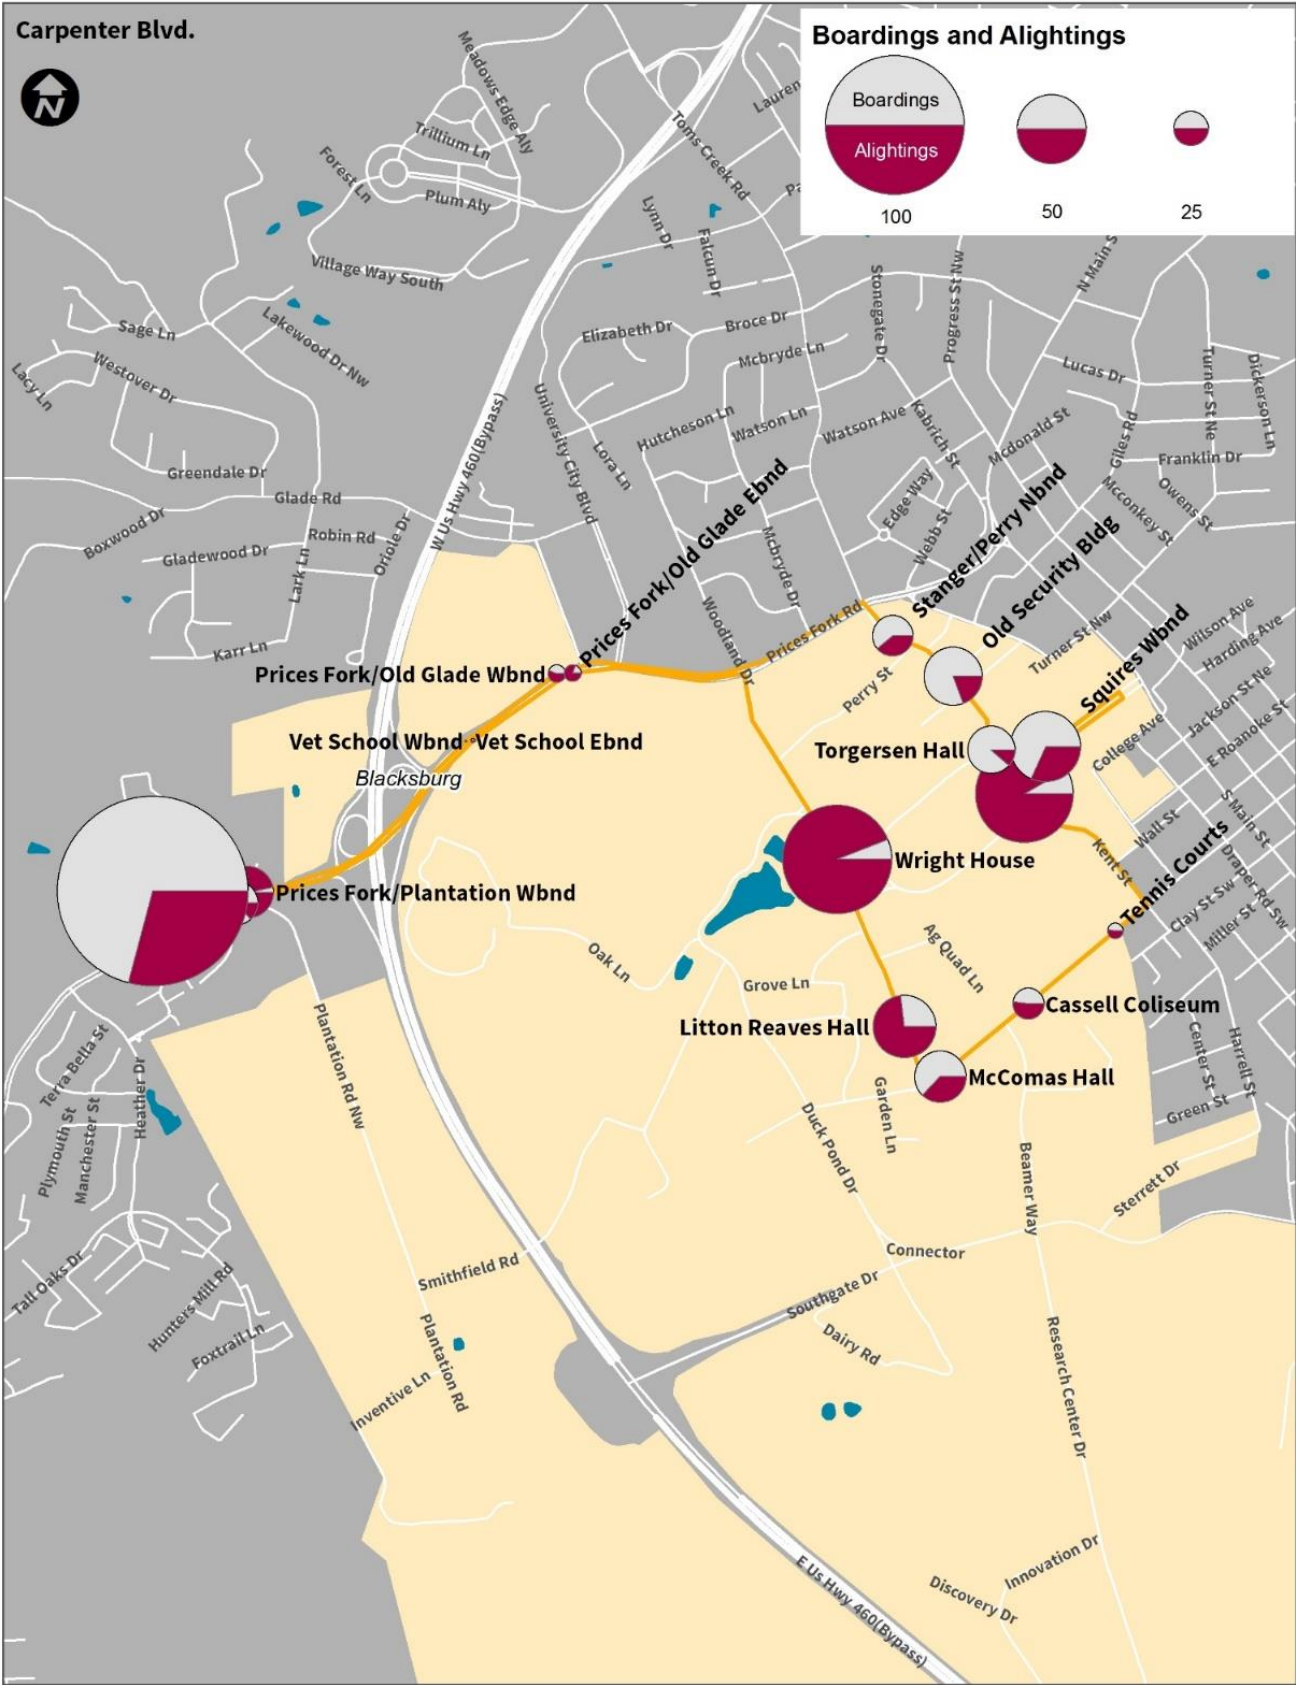 Carpenter Blvd.
N
Boardings and Alightings
Boardings
Alightings
100
50
25
Meadows Edge Aly
Trillium Ln
Forest Ln
Plum Aly
Village Way South
Toms Creek Rd
Lynn Dr
Falcun Dr
Stonegate Dr
Progress St Nw
Sage Ln
Lakewood Dr Nw
Westover Dr
Lacy Ln
Elizabeth Dr
Broce Dr
Mcbryde Ln
Lucas Dr
Turner St Ne
Dickerson Ln
University City Blvd
Lora Ln
Hutcheson Ln
Watson Ln
Watson Ave
Kabrich St
Mcdonald St
Giles Rd
Franklin Dr
Greendale Dr
Glade Rd
Boxwood Dr
Robin Rd
Gladewood Dr
Lark Ln
Oriole Dr
W Us Hwy 460(Bypass)
Karr Ln
Edge Way
Webb St
Mcconkey St
Owens St
Mcbryde Dr
Woodland Dr
Prices Fork Rd
Prices Fork/Old Glade Ebnd
Stanger/Perry Nbnd
Old Security Bldg
Squires Wbnd
Prices Fork/Old Glade Wbnd
Perry St
Turner St Nw
Wilson Ave
Harding Ave
Jackson St Ne
E Roanoke St
Vet School Wbnd
Vet School Ebnd
Torgersen Hall
College Ave
Blacksburg
S Main St
Wall St
Kent St
Tennis Courts
Draper Rd Sw
Clay St Sw
Miller St
Wright House
Prices Fork/Plantation Wbnd
Oak Ln
Ag Quad Ln
Grove Ln
Cassell Coliseum
Litton Reaves Hall
McComas Hall
Center St
Harrell St
Green St
Terra Bella St
Plymouth St
Manchester St
Heather Dr
Plantation Rd Nw
Garden Ln
Duck Pond Dr
Beamer Way
Sterrett Dr
Connector
Smithfield Rd
Southgate Dr
Tall Oaks Dr
Hunters Mill Rd
Foxtrail Ln
Plantation Rd
Dairy Rd
Inventive Ln
Research Center Dr
E Us Hwy 460(Bypass)
Innovation Dr
Discovery Dr